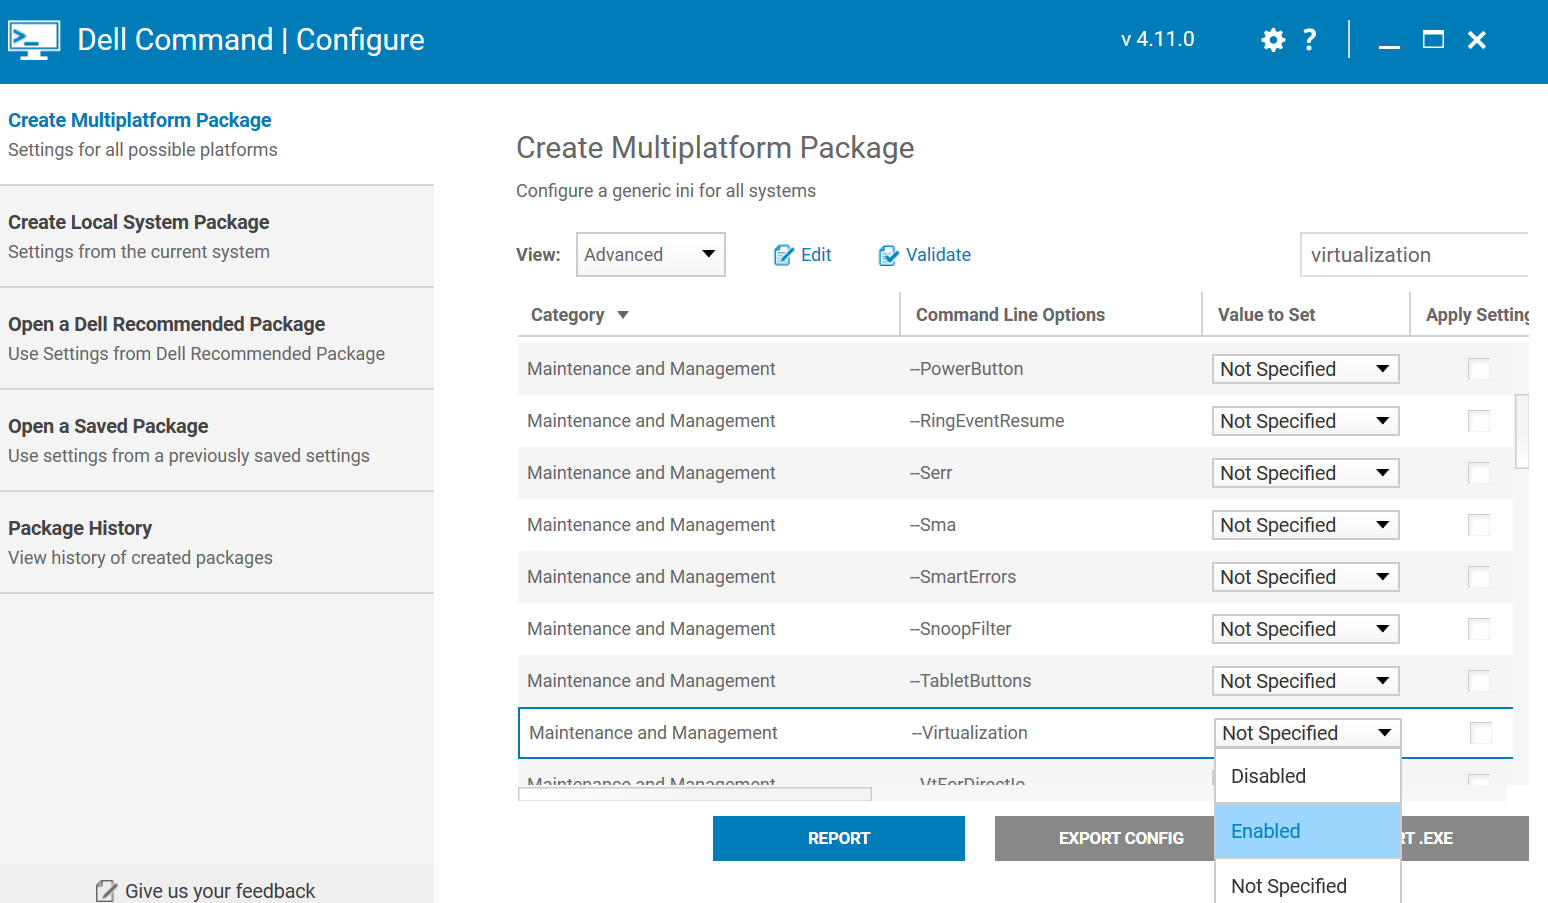 Dell Command | Configure
v 4.11.0
?
Create Multiplatform Package
Settings for all possible platforms
Create Local System Package
Settings from the current system
Open a Dell Recommended Package
Use Settings from Dell Recommended Package
Open a Saved Package
Use settings from a previously saved settings
Package History
View history of created packages
Give us your feedback
Create Multiplatform Package
Configure a generic ini for all systems
View: Advanced Edit Validate virtualization
Category Command Line Options Value to Set Apply Setting
Maintenance and Management --PowerButton Not Specified
Maintenance and Management --RingEventResume Not Specified
Maintenance and Management --Serr Not Specified
Maintenance and Management --Sma Not Specified
Maintenance and Management --SmartErrors Not Specified
Maintenance and Management --SnoopFilter Not Specified
Maintenance and Management --TabletButtons Not Specified
Maintenance and Management --Virtualization Not Specified
Maintenance and Management VtForDirectIo
Disabled
Enabled
Not Specified
REPORT EXPORT CONFIG RT .EXE